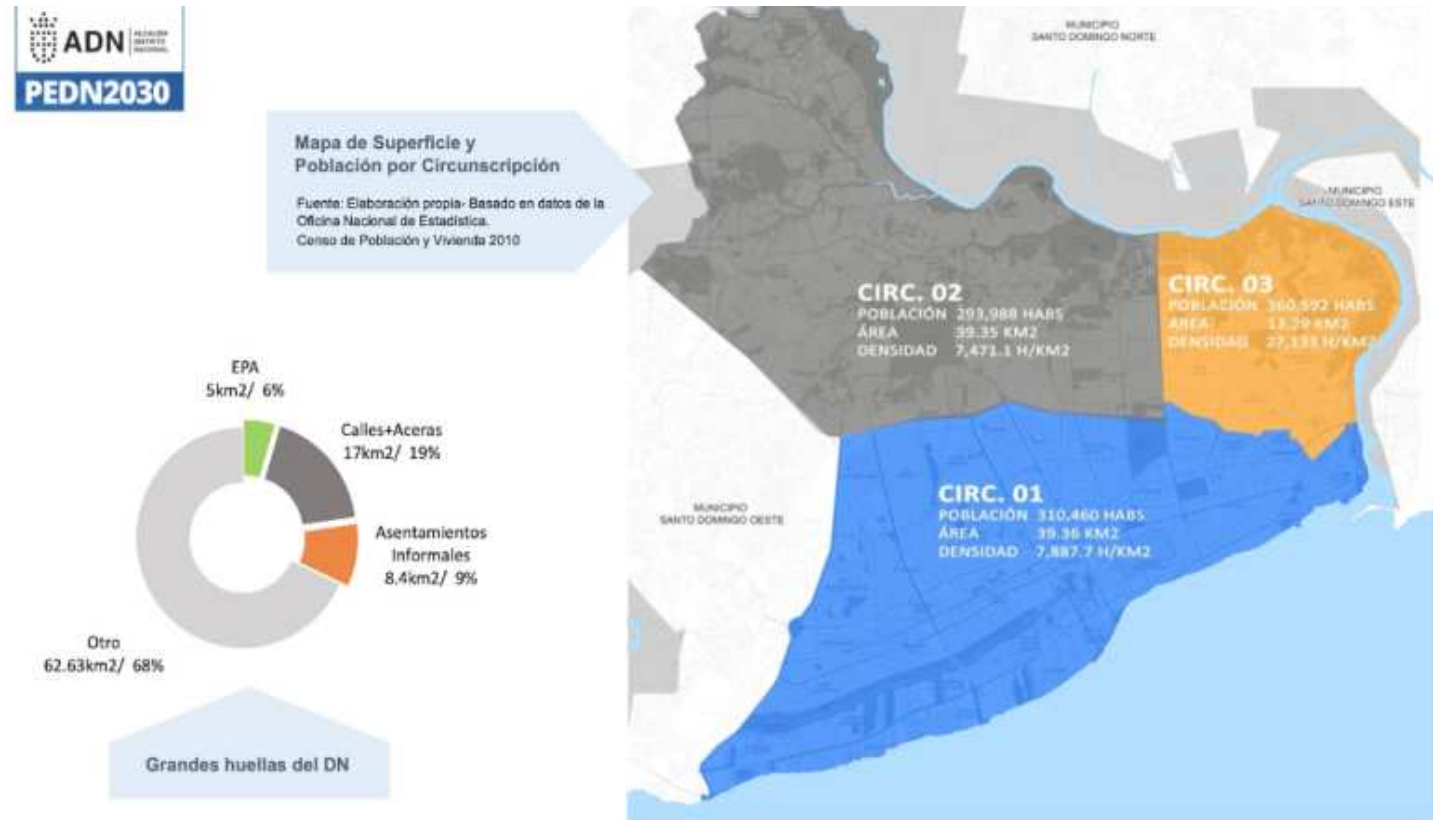 ADN
ALCALDÍA
DISTRITO
NACIONAL
PEDN2030
Mapa de Superficie y
Población por Circunscripción
Fuente: Elaboración propia- Basado en datos de la
Oficina Nacional de Estadística.
Censo de Población y Vivienda 2010
EPA
5km2/ 6%
Calles+Aceras
17km2/ 19%
Asentamientos
Informales
8.4km2/ 9%
Otro
62.63km2/ 68%
Grandes huellas del DN
MUNICIPIO
SANTO DOMINGO NORTE
MUNICIPIO
SANTO DOMINGO ESTE
CIRC. 02
POBLACIÓN 293,988 HABS
ÁREA 39.35 KM2
DENSIDAD 7,471.1 H/KM2
CIRC. 03
POBLACIÓN 360,592 HABS
ÁREA 13.29 KM2
DENSIDAD 27,133 H/KM2
MUNICIPIO
SANTO DOMINGO OESTE
CIRC. 01
POBLACIÓN 310,460 HABS
ÁREA 39.36 KM2
DENSIDAD 7,887.7 H/KM2